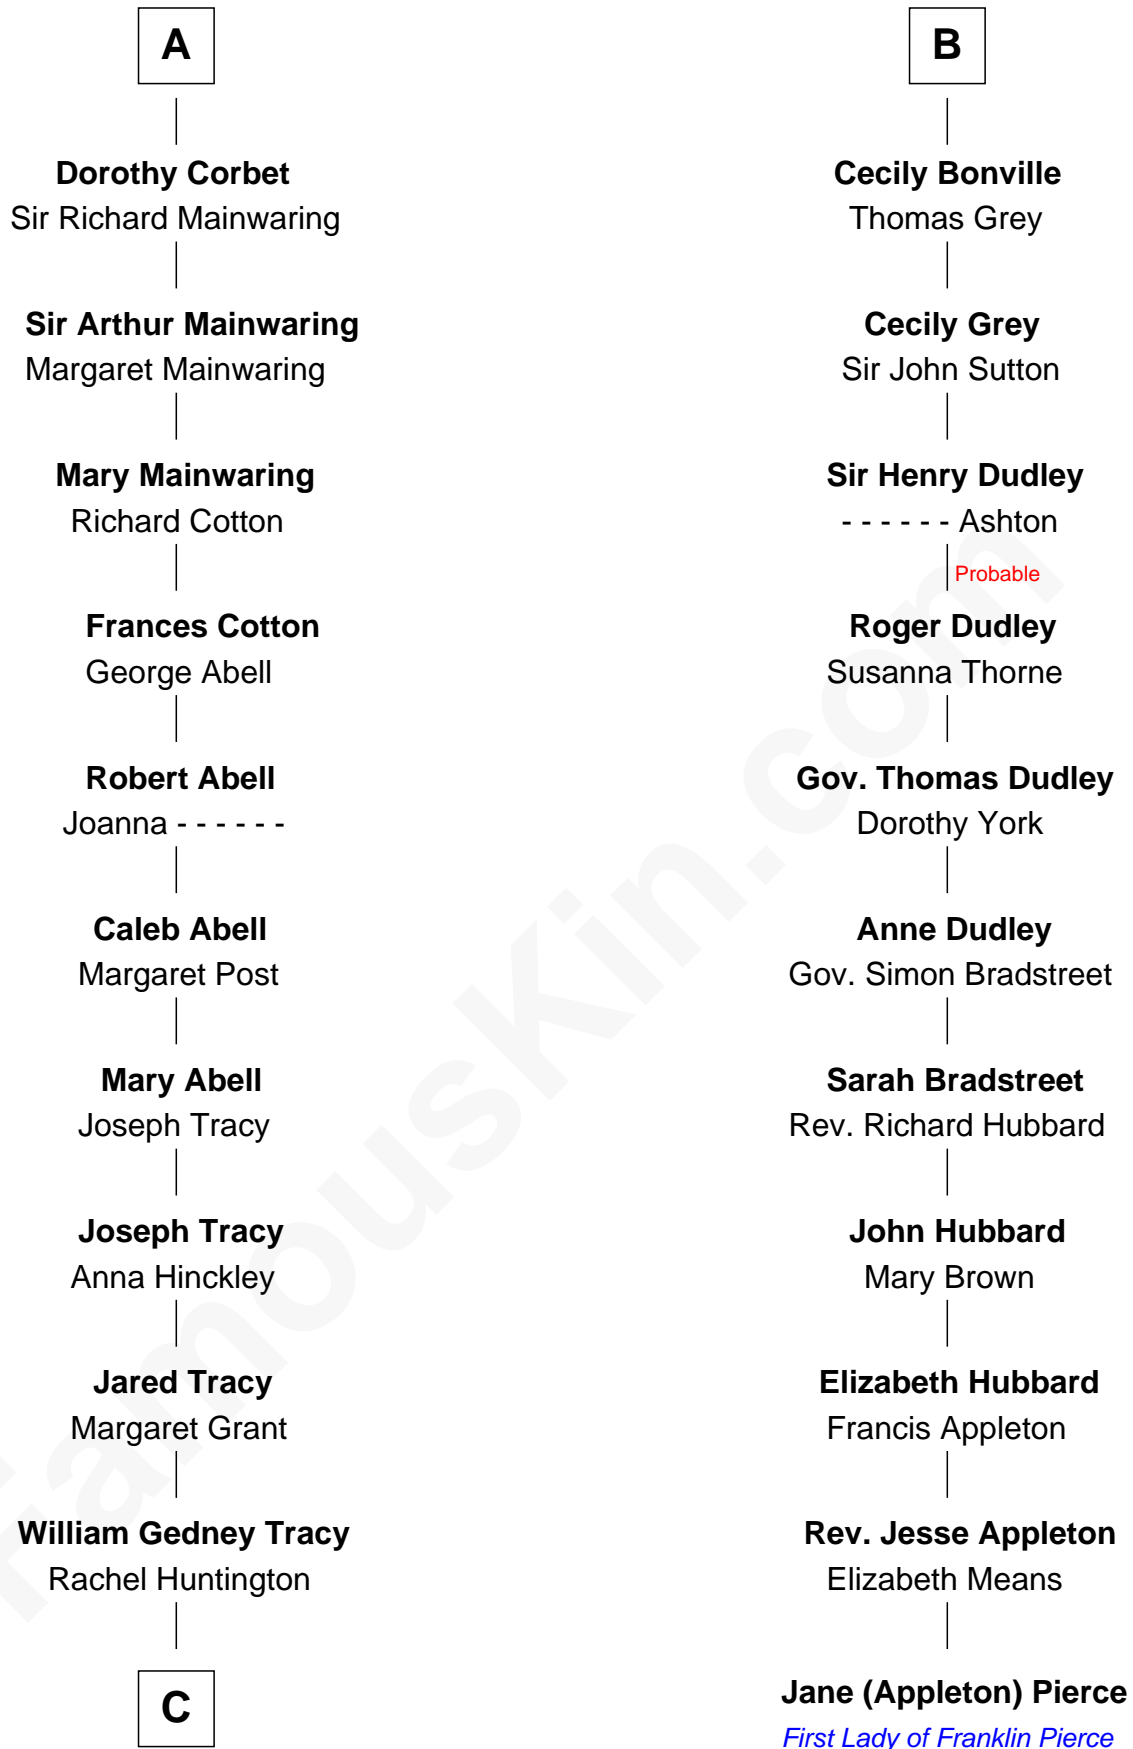 A
Dorothy Corbet
Sir Richard Mainwaring
Sir Arthur Mainwaring
Margaret Mainwaring
Mary Mainwaring
Richard Cotton
Frances Cotton
George Abell
Robert Abell
Joanna - - - - - -
Caleb Abell
Margaret Post
Mary Abell
Joseph Tracy
Joseph Tracy
Anna Hinckley
Jared Tracy
Margaret Grant
William Gedney Tracy
Rachel Huntington
C
B
Cecily Bonville
Thomas Grey
Cecily Grey
Sir John Sutton
Sir Henry Dudley
- - - - - - Ashton
Probable
Roger Dudley
Susanna Thorne
Gov. Thomas Dudley
Dorothy York
Anne Dudley
Gov. Simon Bradstreet
Sarah Bradstreet
Rev. Richard Hubbard
John Hubbard
Mary Brown
Elizabeth Hubbard
Francis Appleton
Rev. Jesse Appleton
Elizabeth Means
Jane (Appleton) Pierce
First Lady of Franklin Pierce
FamousKin.com